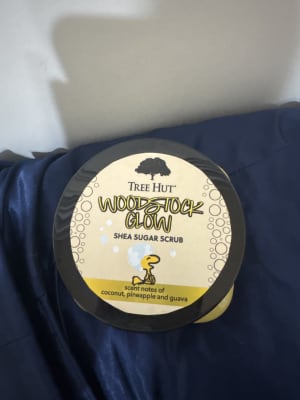 TREE HUT
WOODSTOCK
GLOW
SHEA SUGAR SCRUB
scent notes of
coconut, pineapple and guava